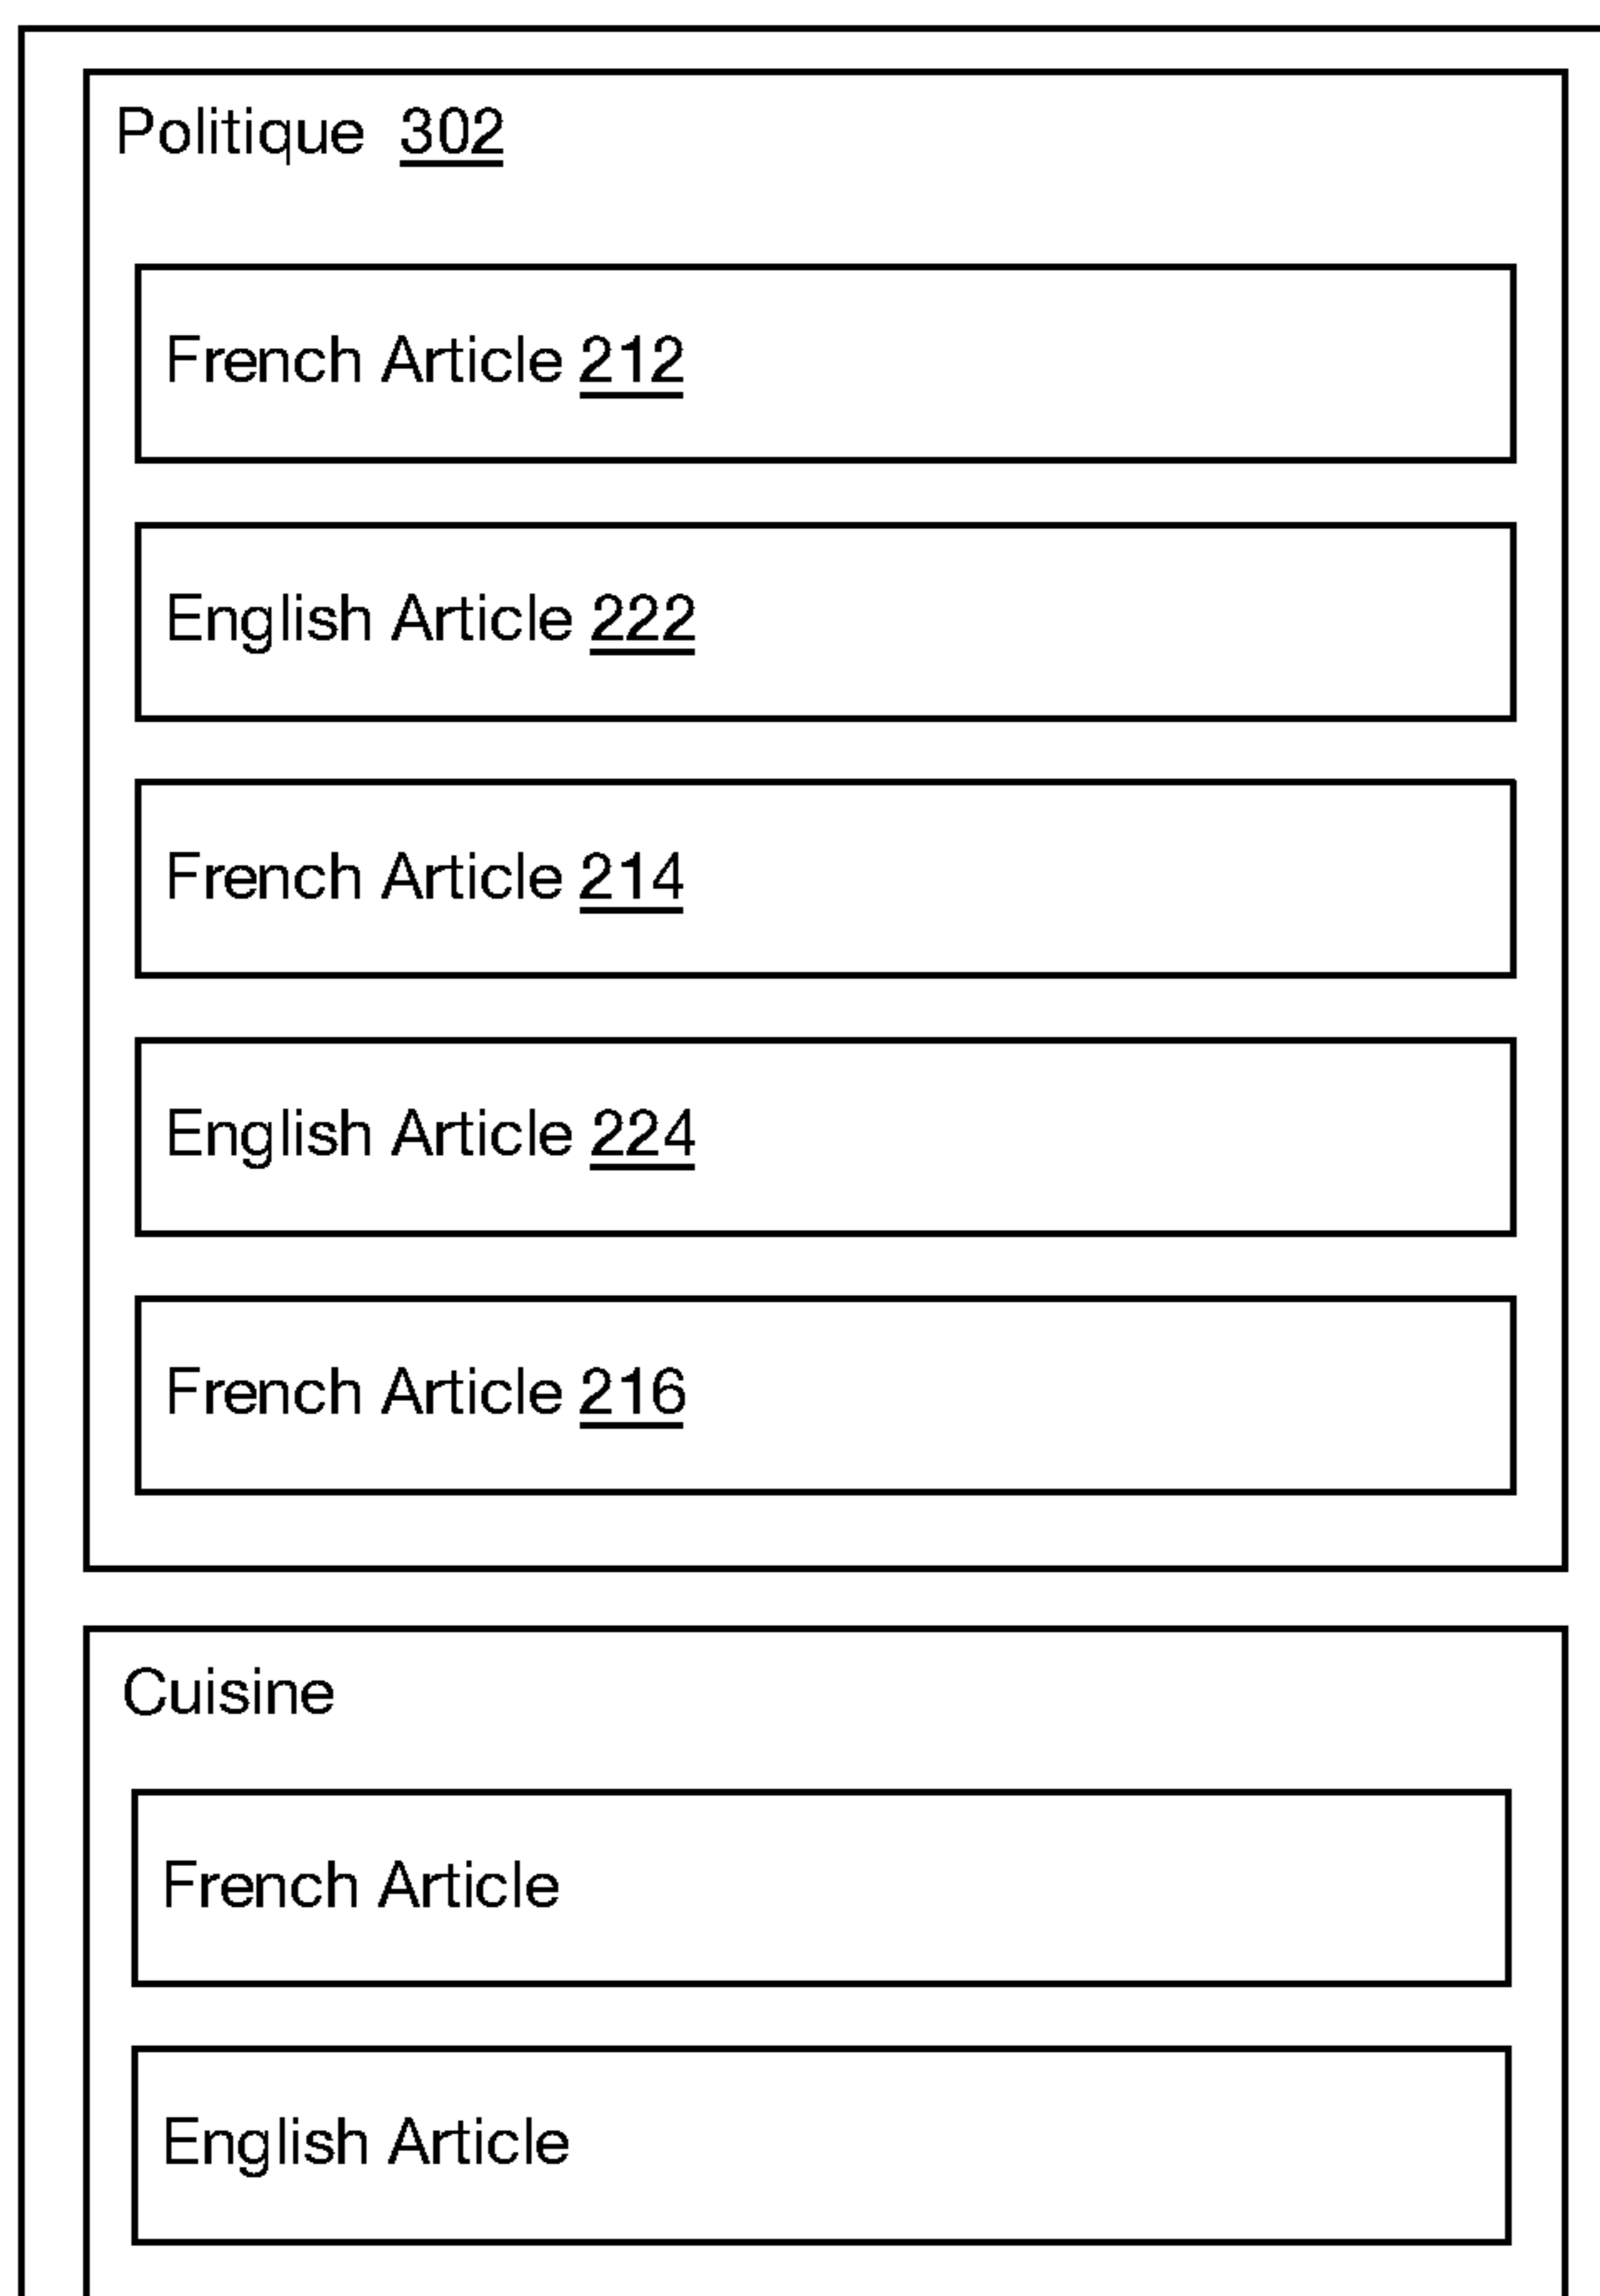 Politique 302
French Article 212
English Article 222
French Article 214
English Article 224
French Article 216
Cuisine
French Article
English Article